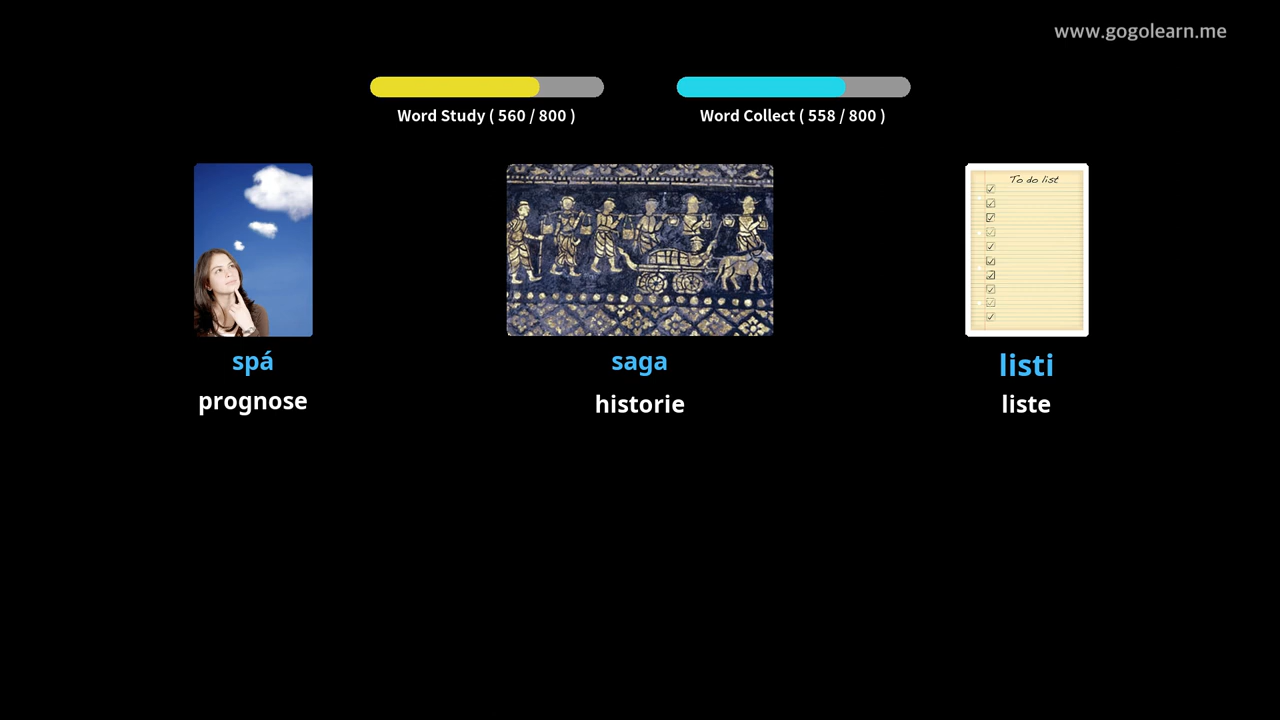 www.gogolearn.me
Word Study ( 560 / 800 )
Word Collect ( 558 / 800 )
To do list
spá
saga
listi
prognose
historie
liste